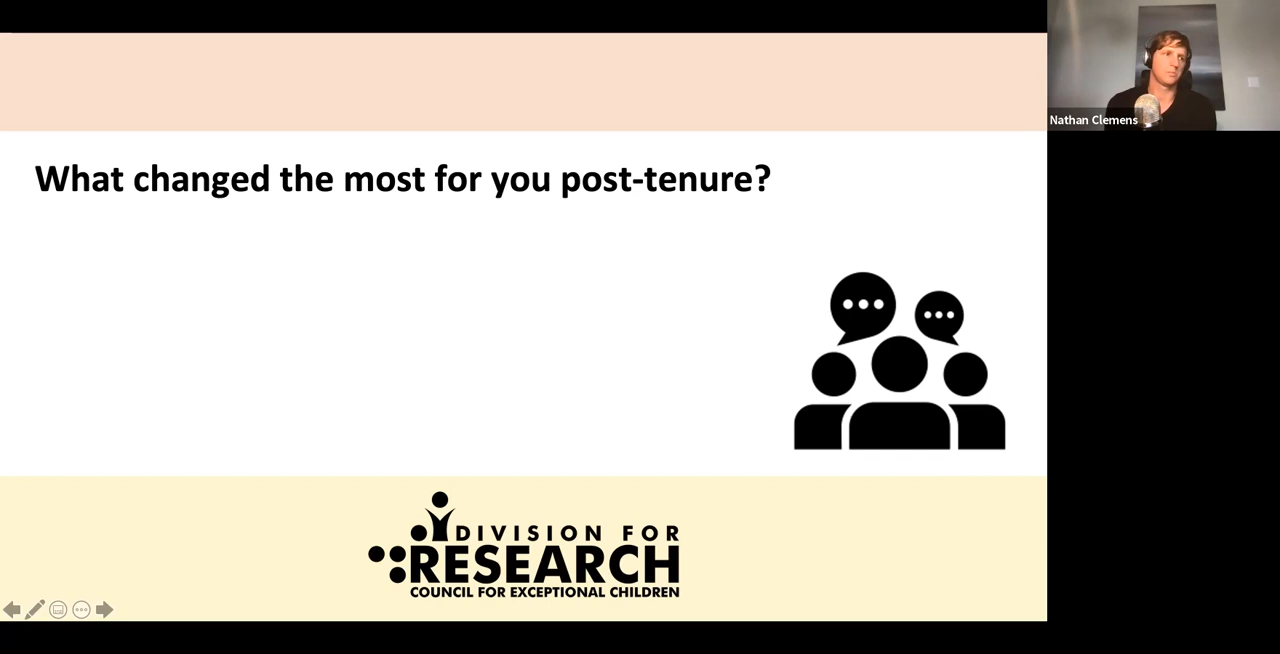 What changed the most for you post-tenure?
DIVISION FOR
RESEARCH
COUNCIL FOR EXCEPTIONAL CHILDREN
Nathan Clemens